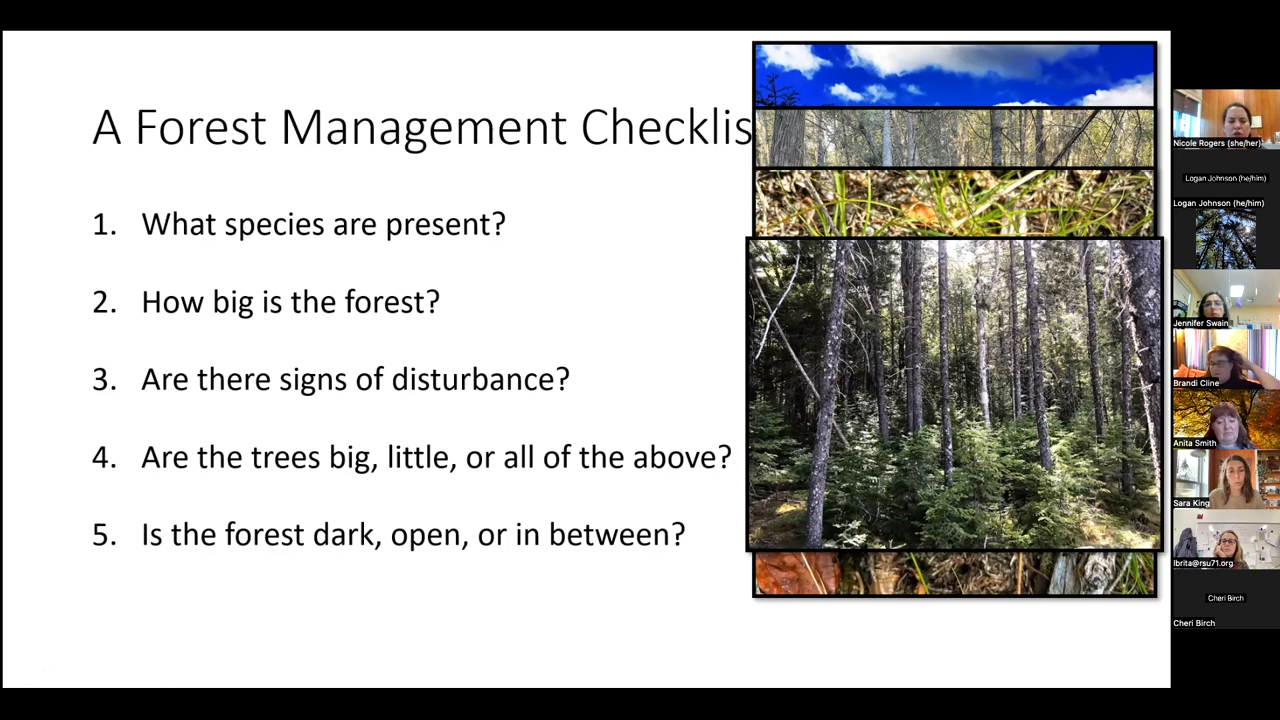 A Forest Management Checklis
1. What species are present?
2. How big is the forest?
3. Are there signs of disturbance?
4. Are the trees big, little, or all of the above?
5. Is the forest dark, open, or in between?
Nicole Rogers (she/her)
Logan Johnson (he/him)
Logan Johnson (he/him)
Jennifer Swain
Brandi Cline
Anita Smith
Sara King
lbrita@rsu71.org
Cheri Birch
Cheri Birch